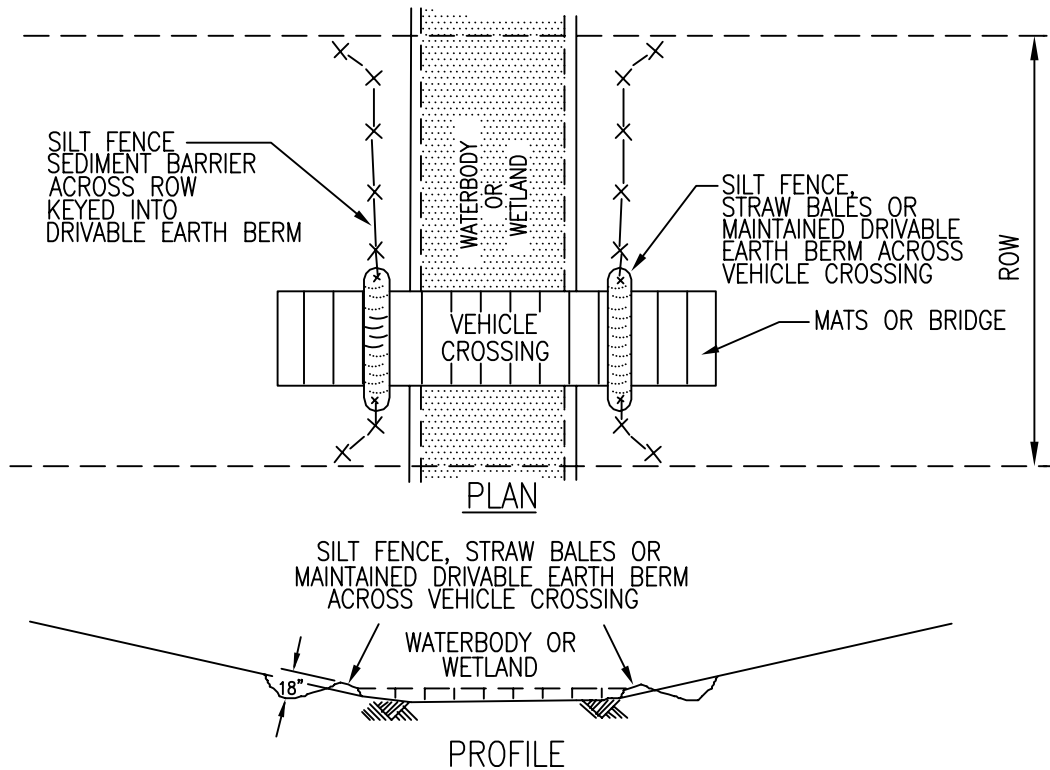 SILT FENCE
SEDIMENT BARRIER
ACROSS ROW
KEYED INTO
DRIVABLE EARTH BERM
WATERBODY
OR
WETLAND
SILT FENCE,
STRAW BALES OR
MAINTAINED DRIVABLE
EARTH BERM ACROSS
VEHICLE CROSSING
ROW
MATS OR BRIDGE
VEHICLE
CROSSING
PLAN
SILT FENCE, STRAW BALES OR
MAINTAINED DRIVABLE EARTH BERM
ACROSS VEHICLE CROSSING
WATERBODY OR
WETLAND
18"
PROFILE